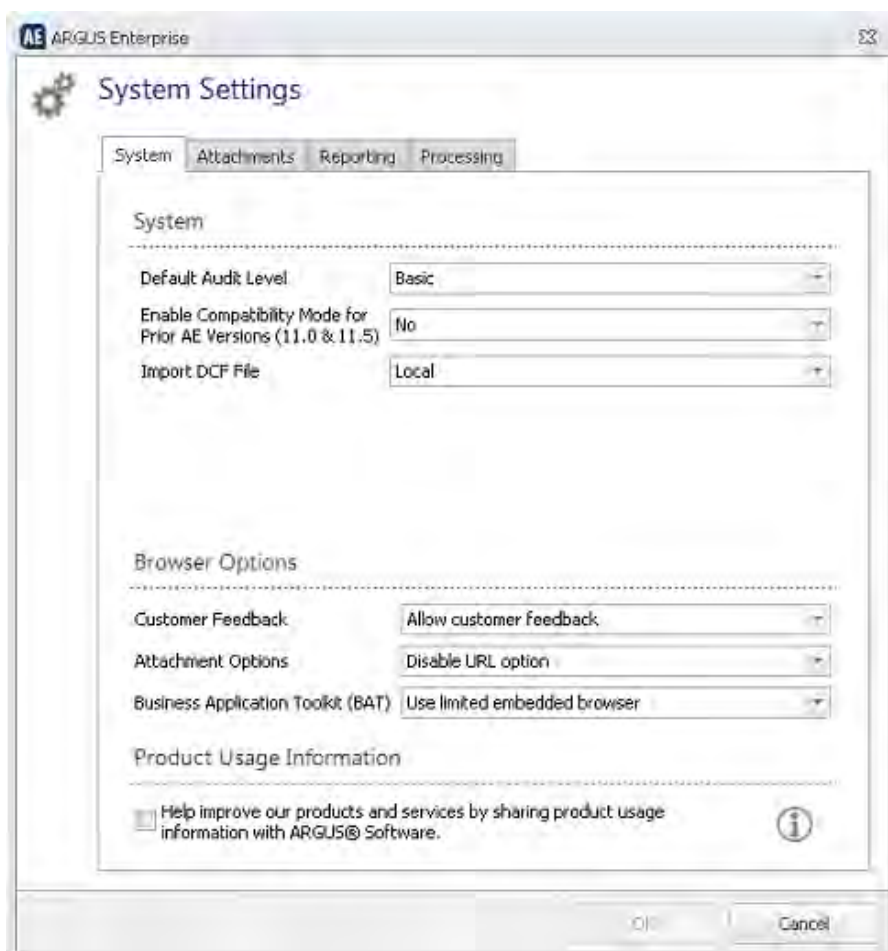 AE ARGUS Enterprise
System Settings
System Attachments Reporting Processing
System
Default Audit Level Basic
Enable Compatibility Mode for
Prior AE Versions (11.0 & 11.5) No
Import DCF File Local
Browser Options
Customer Feedback Allow customer feedback
Attachment Options Disable URL option
Business Application Toolkit (BAT) Use limited embedded browser
Product Usage Information
Help improve our products and services by sharing product usage
information with ARGUS® Software.
OK Cancel